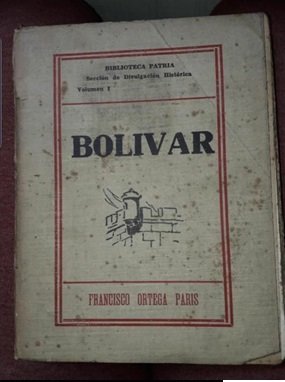 BIBLIOTECA PATRIA
Sección de Divulgación Histórica
Volumen I
BOLIVAR
FRANCISCO ORTEGA PARIS